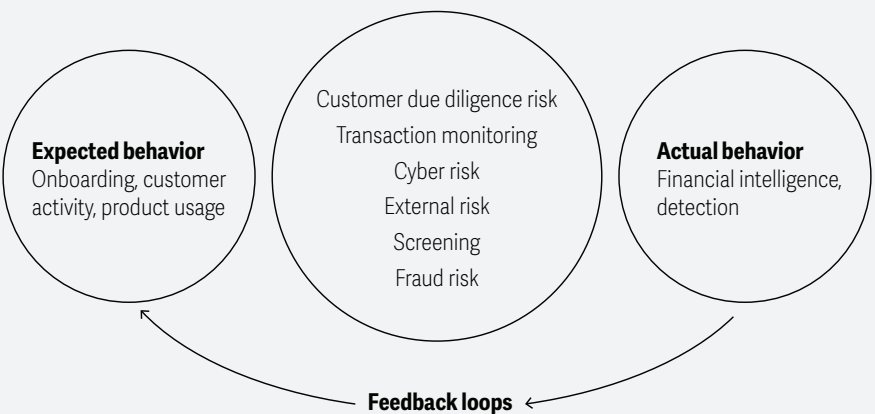 Expected behavior
Onboarding, customer
activity, product usage
Customer due diligence risk
Transaction monitoring
Cyber risk
External risk
Screening
Fraud risk
Actual behavior
Financial intelligence,
detection
Feedback loops